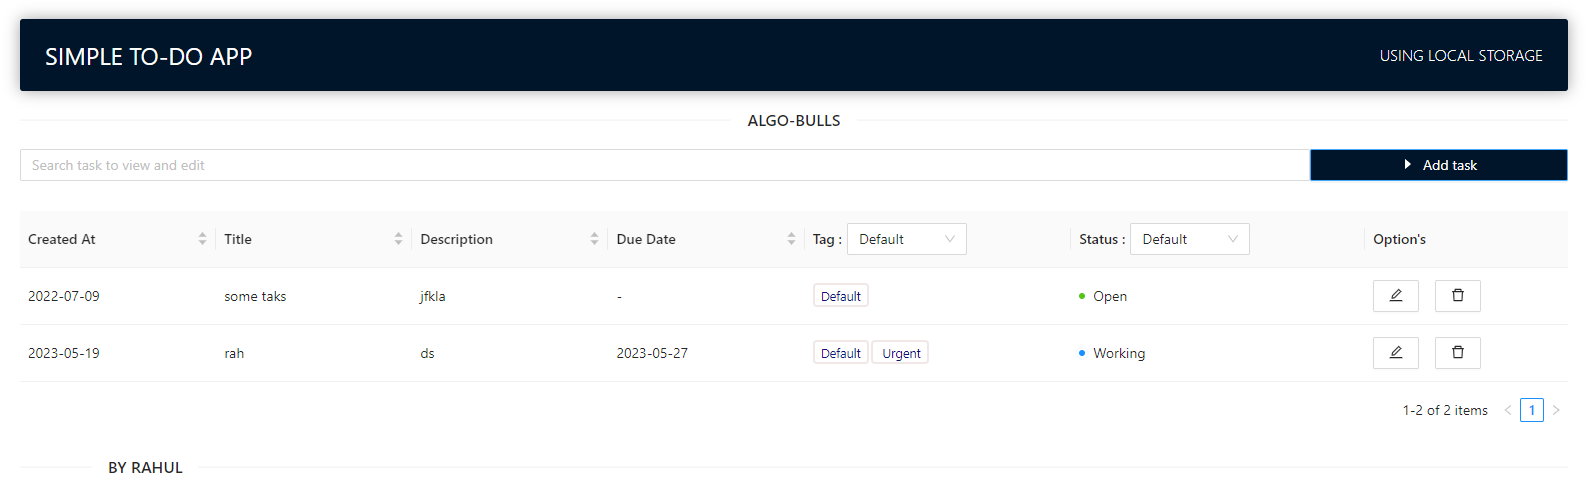 SIMPLE TO-DO APP USING LOCAL STORAGE
ALGO-BULLS
Search task to view and edit Add task
Created At Title Description Due Date Tag : Default Status : Default Option's
2022-07-09 some taks jfkla - Default Open
2023-05-19 rah ds 2023-05-27 Default Urgent Working
1-2 of 2 items 1
BY RAHUL